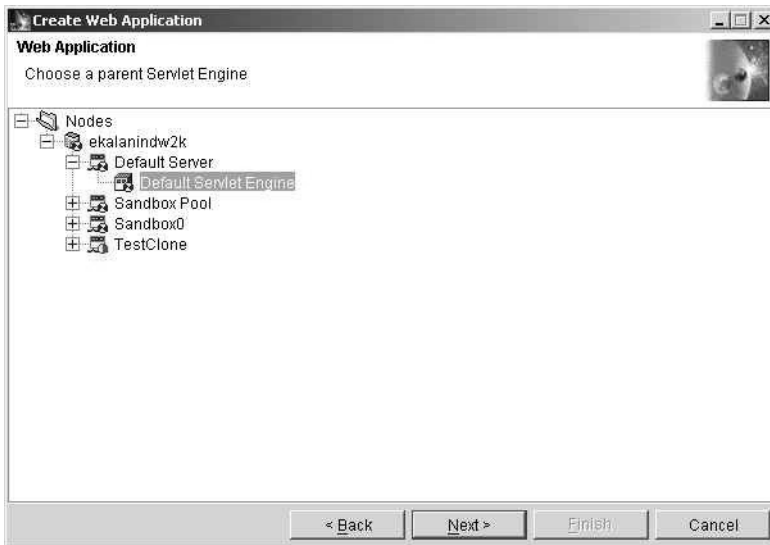 Create Web Application
Web Application
Choose a parent Servlet Engine
Nodes
ekalanindw2k
Default Server
Default Servlet Engine
Sandbox Pool
Sandbox0
TestClone
< Back
Next >
Finish
Cancel